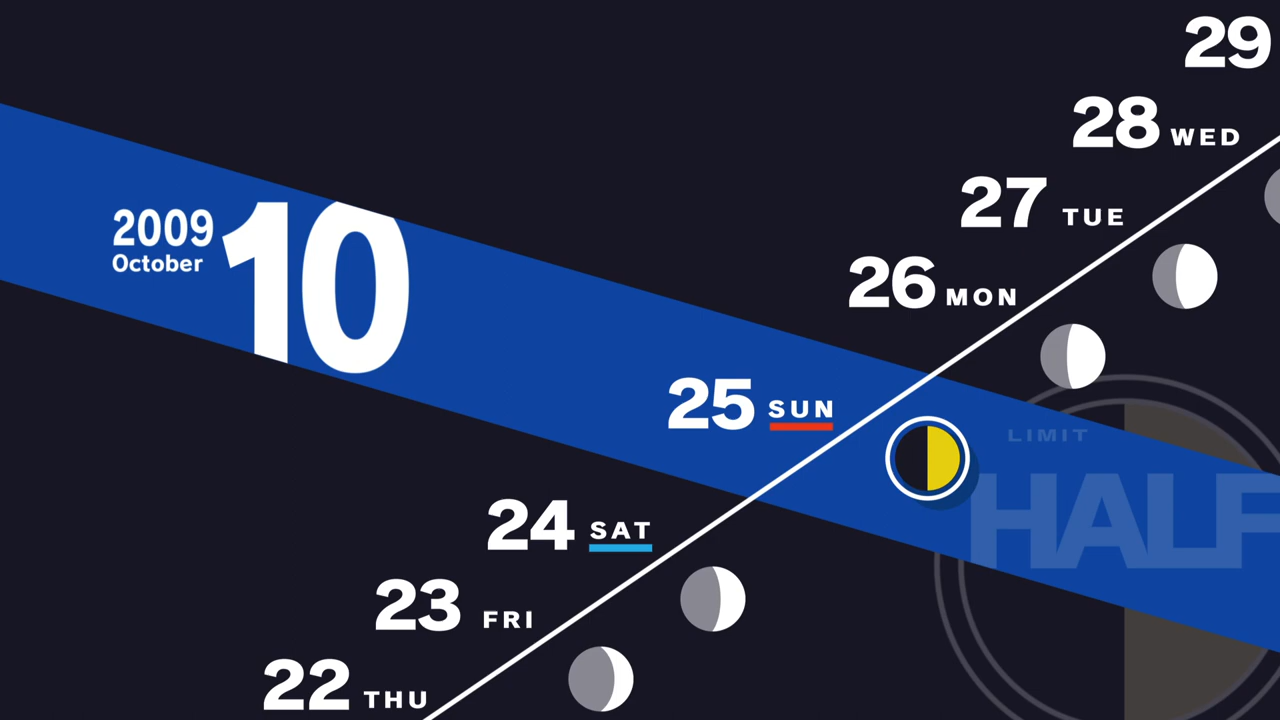 29
28 WED
27 TUE
2009
October
10
26 MON
25 SUN
LIMIT
HALF
24 SAT
23 FRI
22 THU